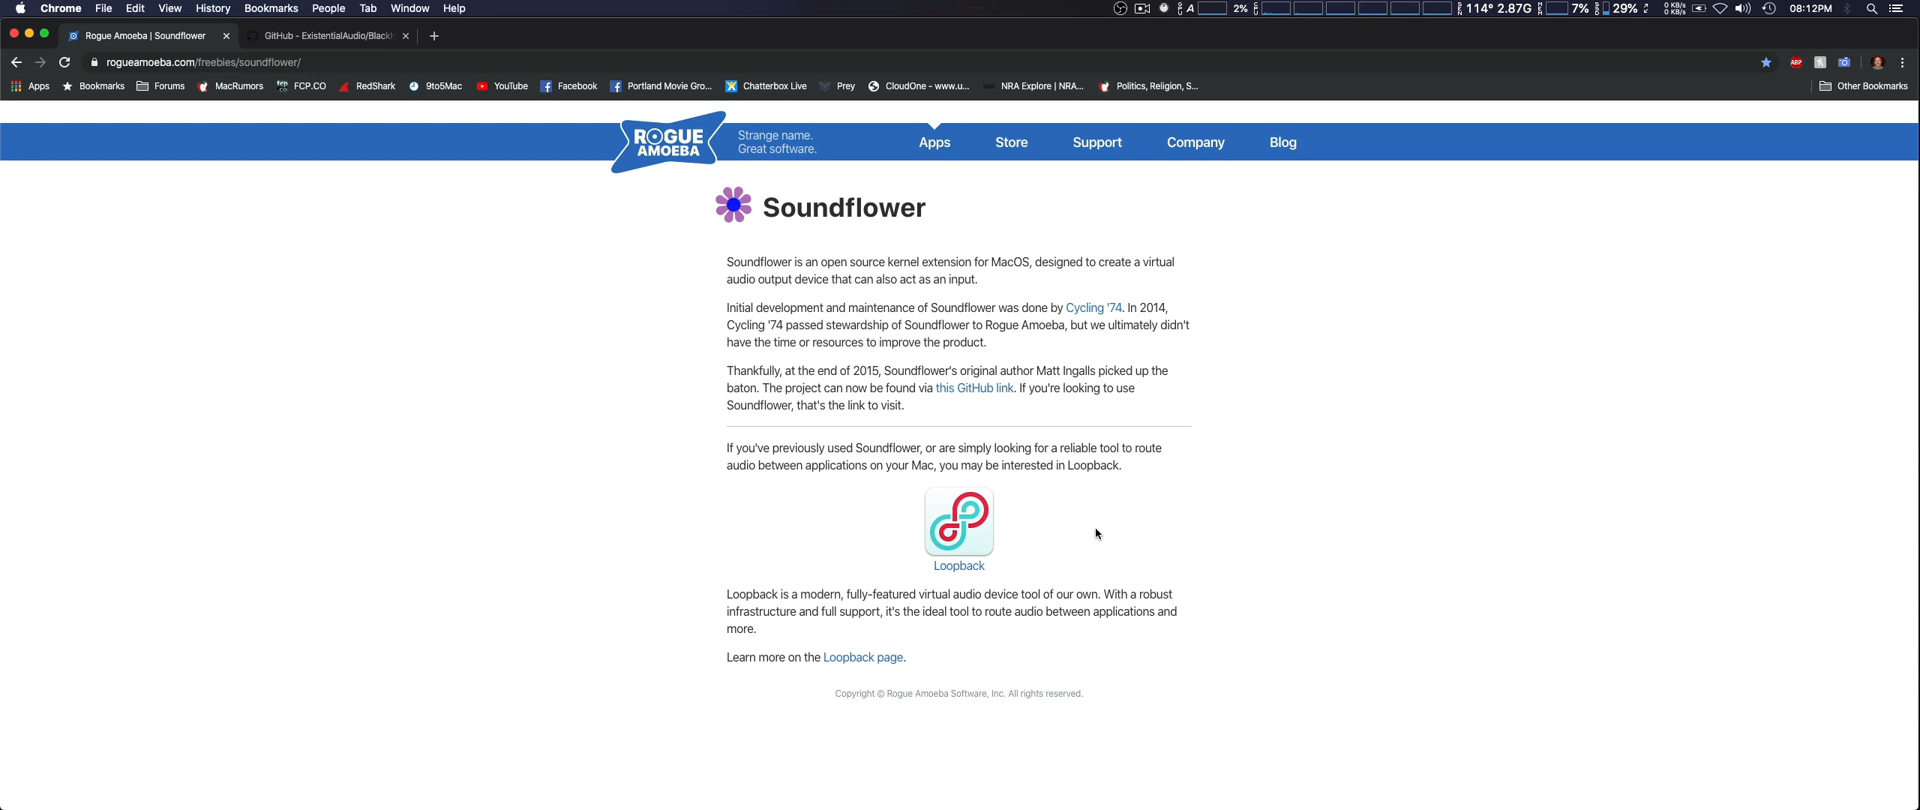 Chrome File Edit View History Bookmarks People Tab Window Help 2% 114° 2.87G 7% 29% 0 KB/s 0 KB/s 08:12PM
Rogue Amoeba | Soundflower GitHub - ExistentialAudio/BlackH
rogueamoeba.com/freebies/soundflower/ ABP
Apps Bookmarks Forums MacRumors FCP.CO RedShark 9to5Mac YouTube Facebook Portland Movie Gro... Chatterbox Live Prey CloudOne - www.u... NRA Explore | NRA... Politics, Religion, S... Other Bookmarks
ROGUE
AMOEBA
Strange name.
Great software.
Apps Store Support Company Blog
Soundflower
Soundflower is an open source kernel extension for MacOS, designed to create a virtual
audio output device that can also act as an input.
Initial development and maintenance of Soundflower was done by Cycling '74. In 2014,
Cycling '74 passed stewardship of Soundflower to Rogue Amoeba, but we ultimately didn't
have the time or resources to improve the product.
Thankfully, at the end of 2015, Soundflower's original author Matt Ingalls picked up the
baton. The project can now be found via this GitHub link. If you're looking to use
Soundflower, that's the link to visit.
If you've previously used Soundflower, or are simply looking for a reliable tool to route
audio between applications on your Mac, you may be interested in Loopback.
Loopback
Loopback is a modern, fully-featured virtual audio device tool of our own. With a robust
infrastructure and full support, it's the ideal tool to route audio between applications and
more.
Learn more on the Loopback page.
Copyright © Rogue Amoeba Software, Inc. All rights reserved.